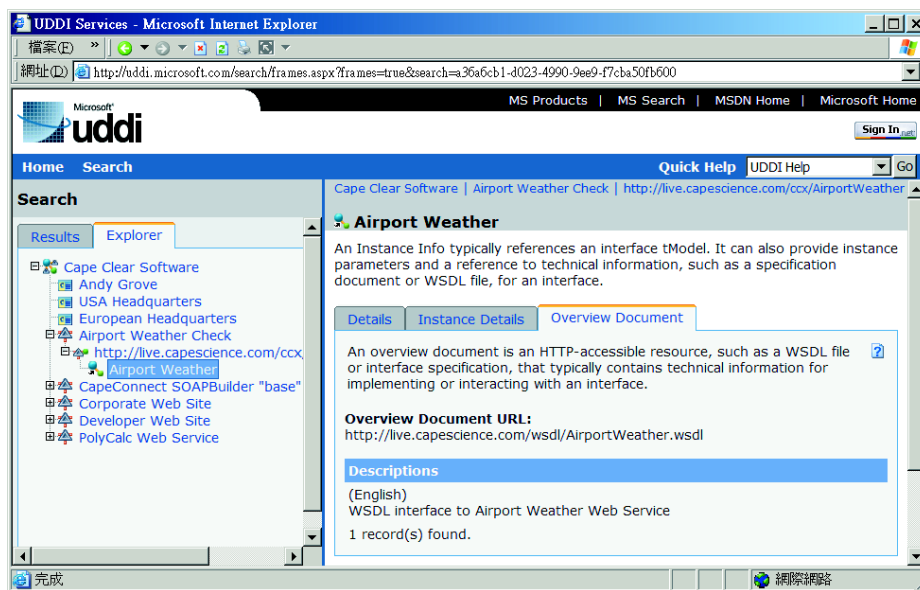 UDDI Services - Microsoft Internet Explorer
檔案(F) »
網址(D) http://uddi.microsoft.com/search/frames.aspx?frames=true&search=a36a6cb1-d023-4990-9ee9-f7cba50fb600
Microsoft
uddi
MS Products | MS Search | MSDN Home | Microsoft Home
Sign In .net
Home Search
Quick Help UDDI Help Go
Search
Results Explorer
Cape Clear Software
Andy Grove
USA Headquarters
European Headquarters
Airport Weather Check
http://live.capescience.com/ccx
Airport Weather
CapeConnect SOAPBuilder "base"
Corporate Web Site
Developer Web Site
PolyCalc Web Service
Cape Clear Software | Airport Weather Check | http://live.capescience.com/ccx/AirportWeather
Airport Weather
An Instance Info typically references an interface tModel. It can also provide instance
parameters and a reference to technical information, such as a specification
document or WSDL file, for an interface.
Details Instance Details Overview Document
An overview document is an HTTP-accessible resource, such as a WSDL file
or interface specification, that typically contains technical information for
implementing or interacting with an interface.
Overview Document URL:
http://live.capescience.com/wsdl/AirportWeather.wsdl
Descriptions
(English)
WSDL interface to Airport Weather Web Service
1 record(s) found.
完成
網際網路